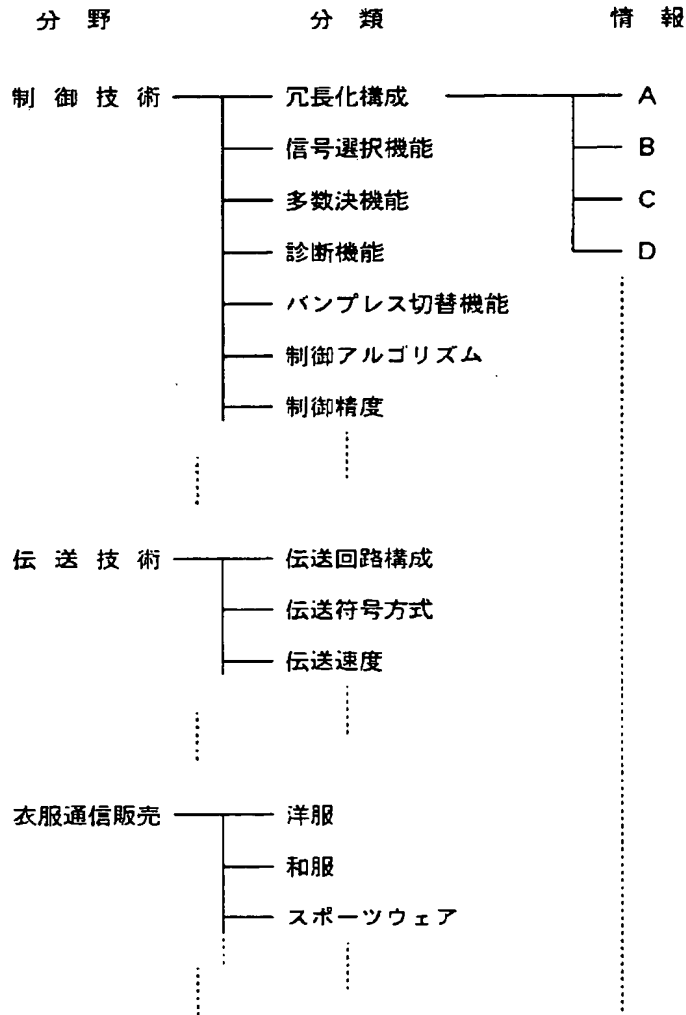 分野 分類 情報
制御技術 冗長化構成 A
信号選択機能 B
多数決機能 C
診断機能 D
バンプレス切替機能
制御アルゴリズム
制御精度
伝送技術 伝送回路構成
伝送符号方式
伝送速度
衣服通信販売 洋服
和服
スポーツウェア